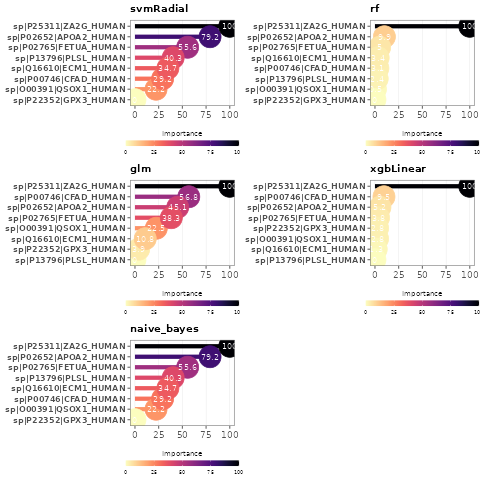 svmRadial
sp|P25311|ZA2G_HUMAN 100
sp|P02652|APOA2_HUMAN 79.2
sp|P02765|FETUA_HUMAN 55.6
sp|P13796|PLSL_HUMAN 40.3
sp|Q16610|ECM1_HUMAN 34.7
sp|P00746|CFAD_HUMAN 29.2
sp|O00391|QSOX1_HUMAN 22.2
sp|P22352|GPX3_HUMAN
0 25 50 75 100
importance
0 25 50 75 10
rf
sp|P25311|ZA2G_HUMAN 100
sp|P02652|APOA2_HUMAN
sp|P02765|FETUA_HUMAN
sp|Q16610|ECM1_HUMAN
sp|P00746|CFAD_HUMAN
sp|P13796|PLSL_HUMAN
sp|O00391|QSOX1_HUMAN
sp|P22352|GPX3_HUMAN
0 25 50 75 100
importance
0 25 50 75 10
glm
sp|P25311|ZA2G_HUMAN 100
sp|P00746|CFAD_HUMAN 56.8
sp|P02652|APOA2_HUMAN 45.1
sp|P02765|FETUA_HUMAN 38.3
sp|O00391|QSOX1_HUMAN 22.5
sp|Q16610|ECM1_HUMAN
sp|P22352|GPX3_HUMAN
sp|P13796|PLSL_HUMAN
0 25 50 75 100
importance
0 25 50 75 10
xgbLinear
sp|P25311|ZA2G_HUMAN 100
sp|P00746|CFAD_HUMAN
sp|P02652|APOA2_HUMAN
sp|P02765|FETUA_HUMAN
sp|P22352|GPX3_HUMAN
sp|O00391|QSOX1_HUMAN
sp|Q16610|ECM1_HUMAN
sp|P13796|PLSL_HUMAN
0 25 50 75 100
importance
0 25 50 75 10
naive_bayes
sp|P25311|ZA2G_HUMAN 100
sp|P02652|APOA2_HUMAN 79.2
sp|P02765|FETUA_HUMAN 55.6
sp|P13796|PLSL_HUMAN 40.3
sp|Q16610|ECM1_HUMAN 34.7
sp|P00746|CFAD_HUMAN 29.2
sp|O00391|QSOX1_HUMAN 22.2
sp|P22352|GPX3_HUMAN
0 25 50 75 100
importance
0 25 50 75 10